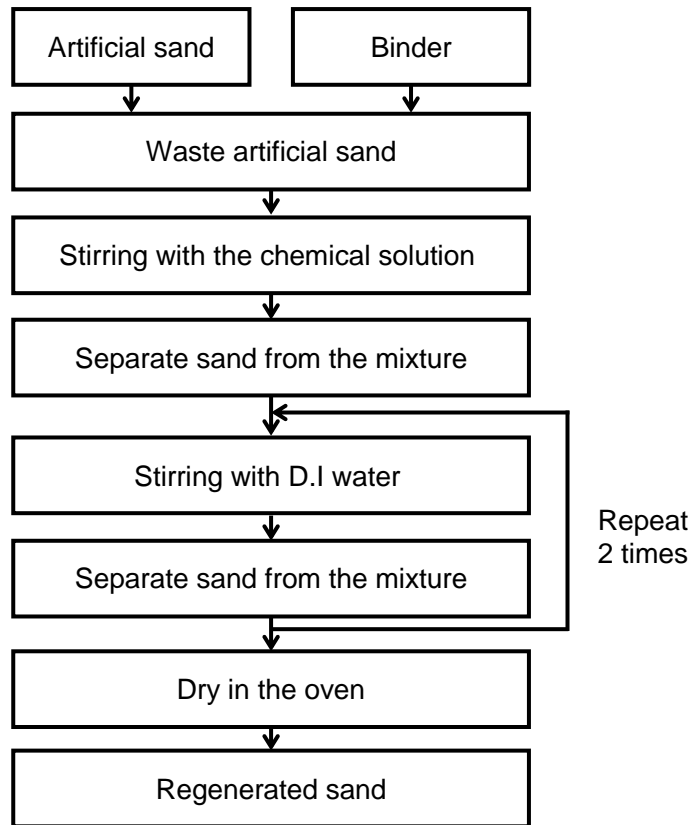 Artificial sand
Binder
Waste artificial sand
Stirring with the chemical solution
Separate sand from the mixture
Stirring with D.I water
Separate sand from the mixture
Repeat
2 times
Dry in the oven
Regenerated sand